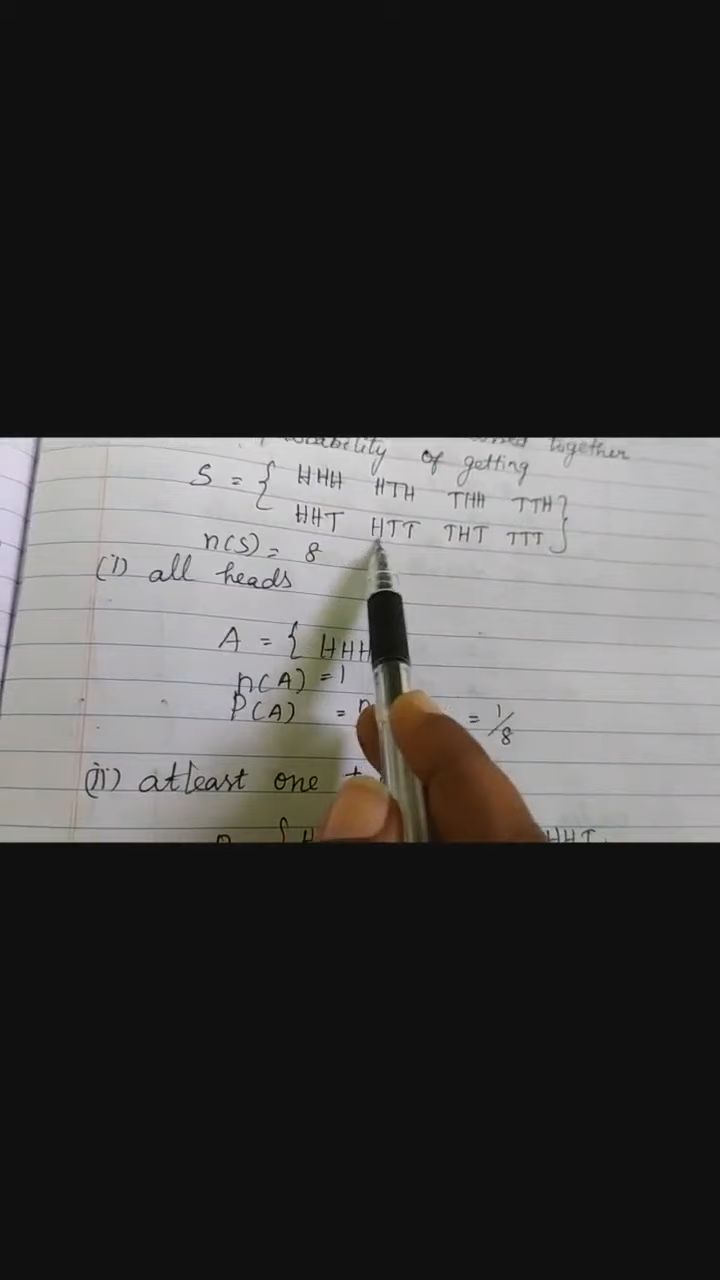 together
of getting
S = { HHH HTH THH TTH }
HHT HTT THT TTT
n(S) = 8
(i) all heads
A = { HHH
n(A) = 1
P(A) = = 1/8
(ii) atleast one
HHT